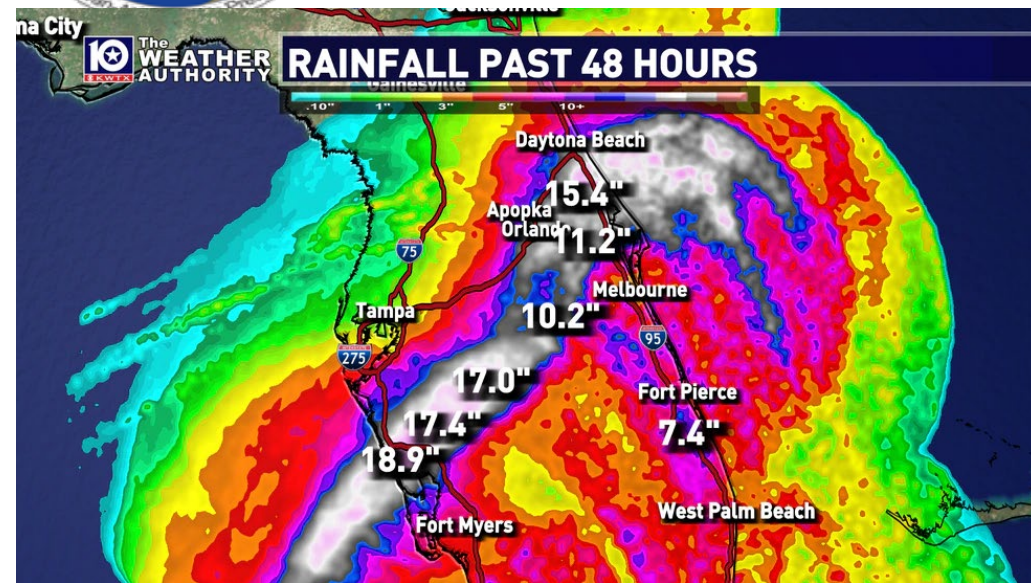 Jacksonville
ma City
10 The
WEATHER
AUTHORITY
KWTX
RAINFALL PAST 48 HOURS
Gainesville
.10" 1" 3" 5" 10+
Daytona Beach
15.4"
Apopka
Orlando
11.2"
75
Melbourne
Tampa
10.2"
95
275
17.0"
Fort Pierce
17.4"
7.4"
18.9"
West Palm Beach
Fort Myers